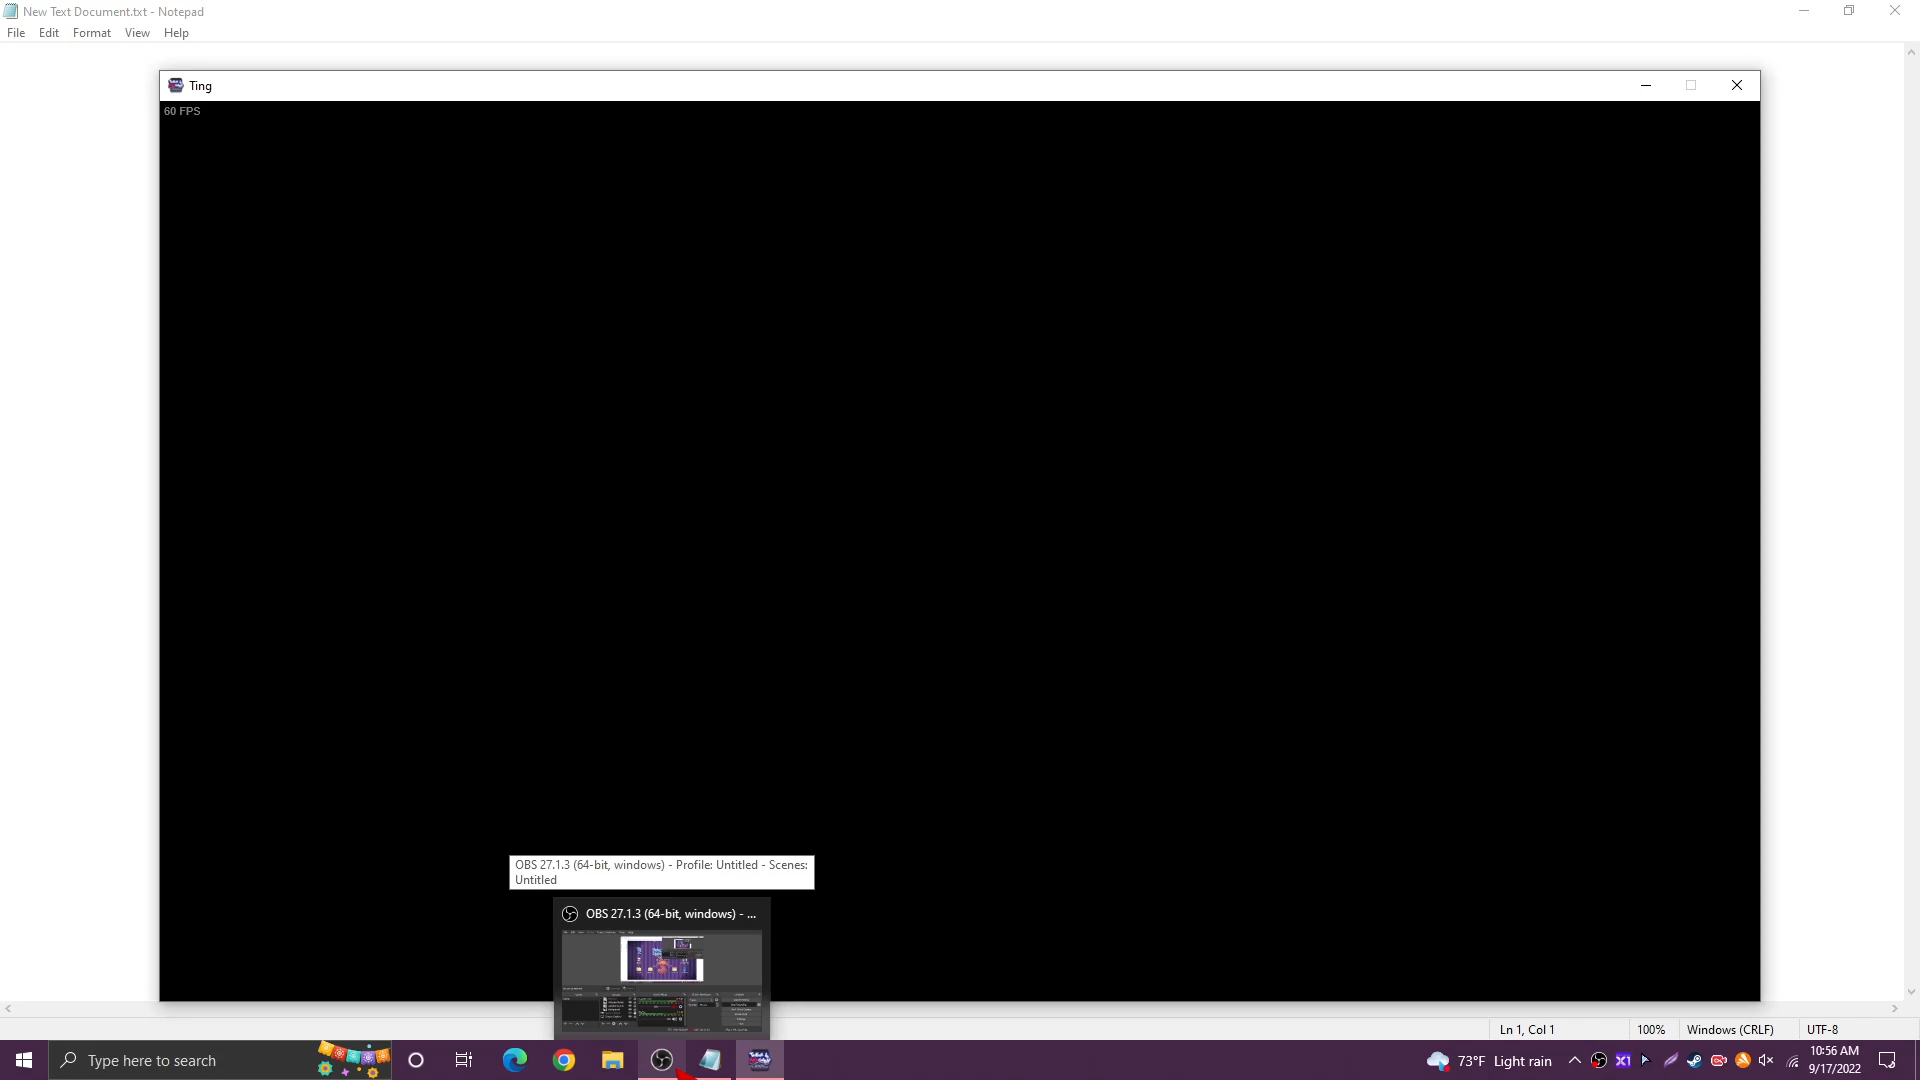 New Text Document.txt - Notepad
File Edit Format View Help
Ting
60 FPS
OBS 27.1.3 (64-bit, windows) - Profile: Untitled - Scenes:
Untitled
OBS 27.1.3 (64-bit, windows) - ...
Ln 1, Col 1 100% Windows (CRLF) UTF-8
Type here to search
X1
73°F Light rain
10:56 AM
9/17/2022